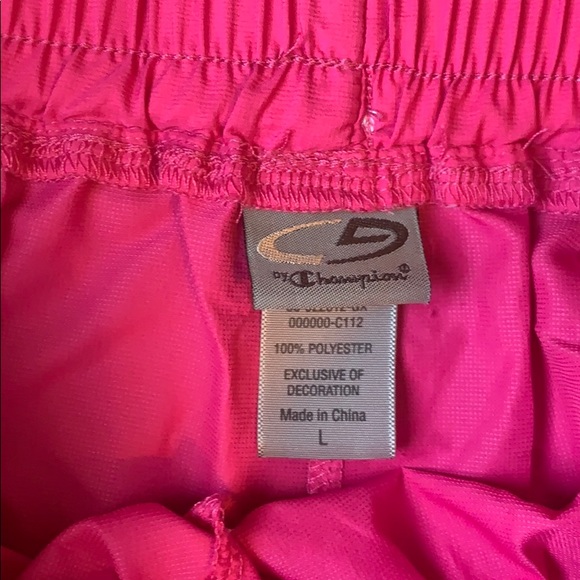 by Champion®
000000-C112
100% POLYESTER
EXCLUSIVE OF
DECORATION
Made in China
L